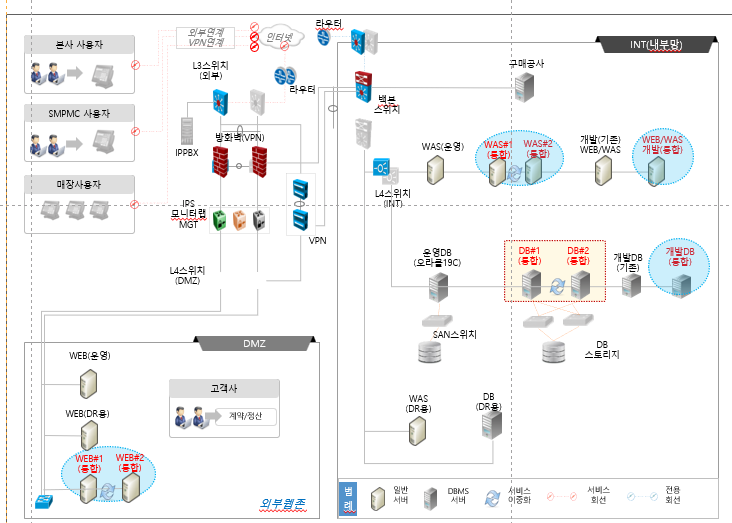 본사 사용자
SMPMC 사용자
매장사용자
외부연계
VPN연계
인터넷
라우터
라우터
L3스위치
(외부)
방화벽(VPN)
IPPBX
IPS
모니터랩
MGT
VPN
L4스위치
(DMZ)
백본
스위치
INT(내부망)
구매공사
L4스위치
(INT)
WAS(운영)
WAS#1
(통합)
WAS#2
(통합)
개발(기존)
WEB/WAS
WEB/WAS
개발(통합)
운영DB
(오라클19C)
DB#1
(통합)
DB#2
(통합)
개발DB
(기존)
개발DB
(통합)
SAN스위치
DB
스토리지
WAS
(DR용)
DB
(DR용)
DMZ
WEB(운영)
WEB(DR용)
WEB#1
(통합)
WEB#2
(통합)
고객사
계약/정산
외부웹존
범
례
일반
서버
DBMS
서버
서비스
이중화
서비스
회선
전용
회선